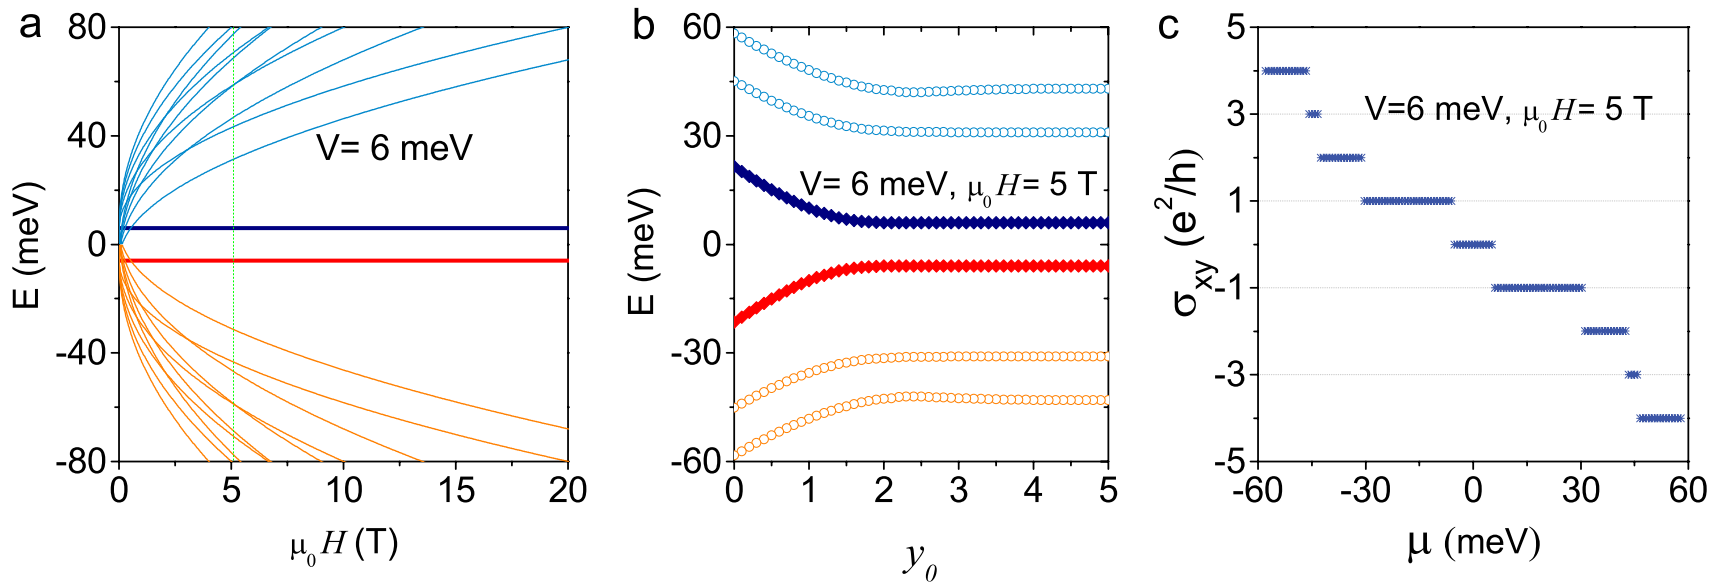 a
80
40
0
-40
-80
E (meV)
V= 6 meV
0 5 10 15 20
μ0H (T)
b
60
30
0
-30
-60
E (meV)
V= 6 meV, μ0H= 5 T
0 1 2 3 4 5
y0
c
5
3
1
-1
-3
-5
σxy (e2/h)
V=6 meV, μ0H= 5 T
-60 -30 0 30 60
μ (meV)